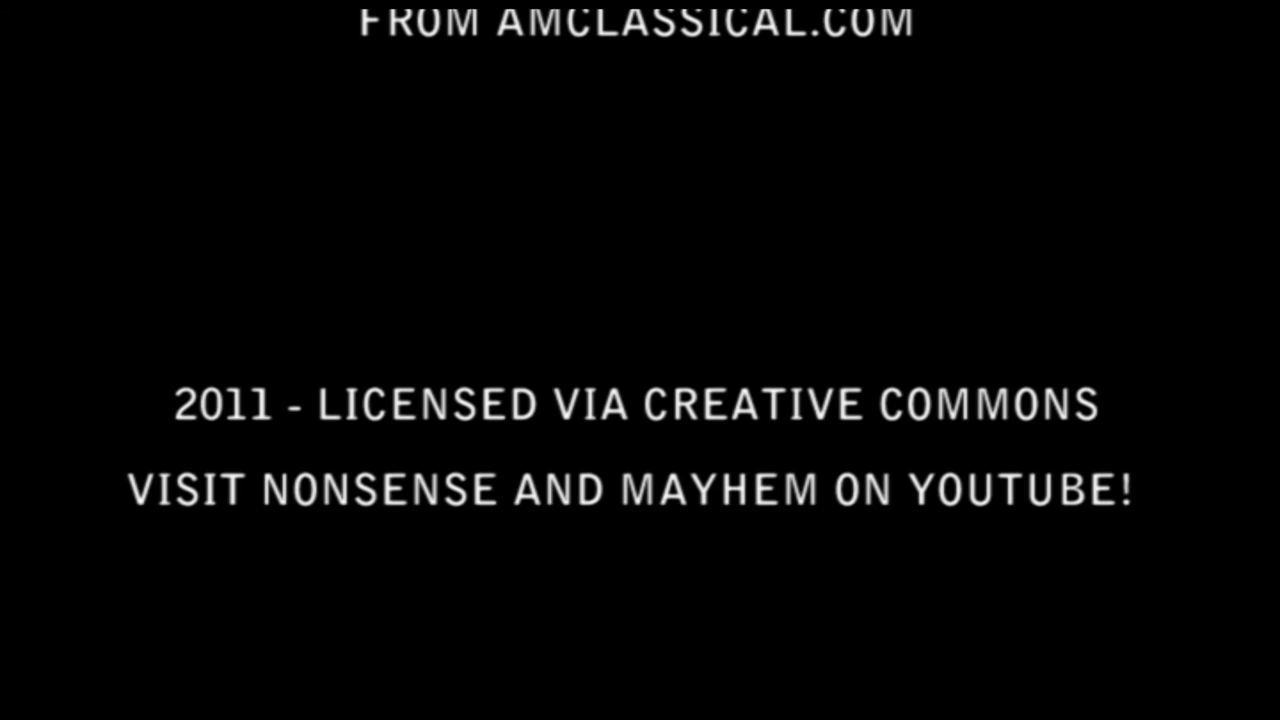 FROM AMCLASSICAL.COM
2011 - LICENSED VIA CREATIVE COMMONS
VISIT NONSENSE AND MAYHEM ON YOUTUBE!